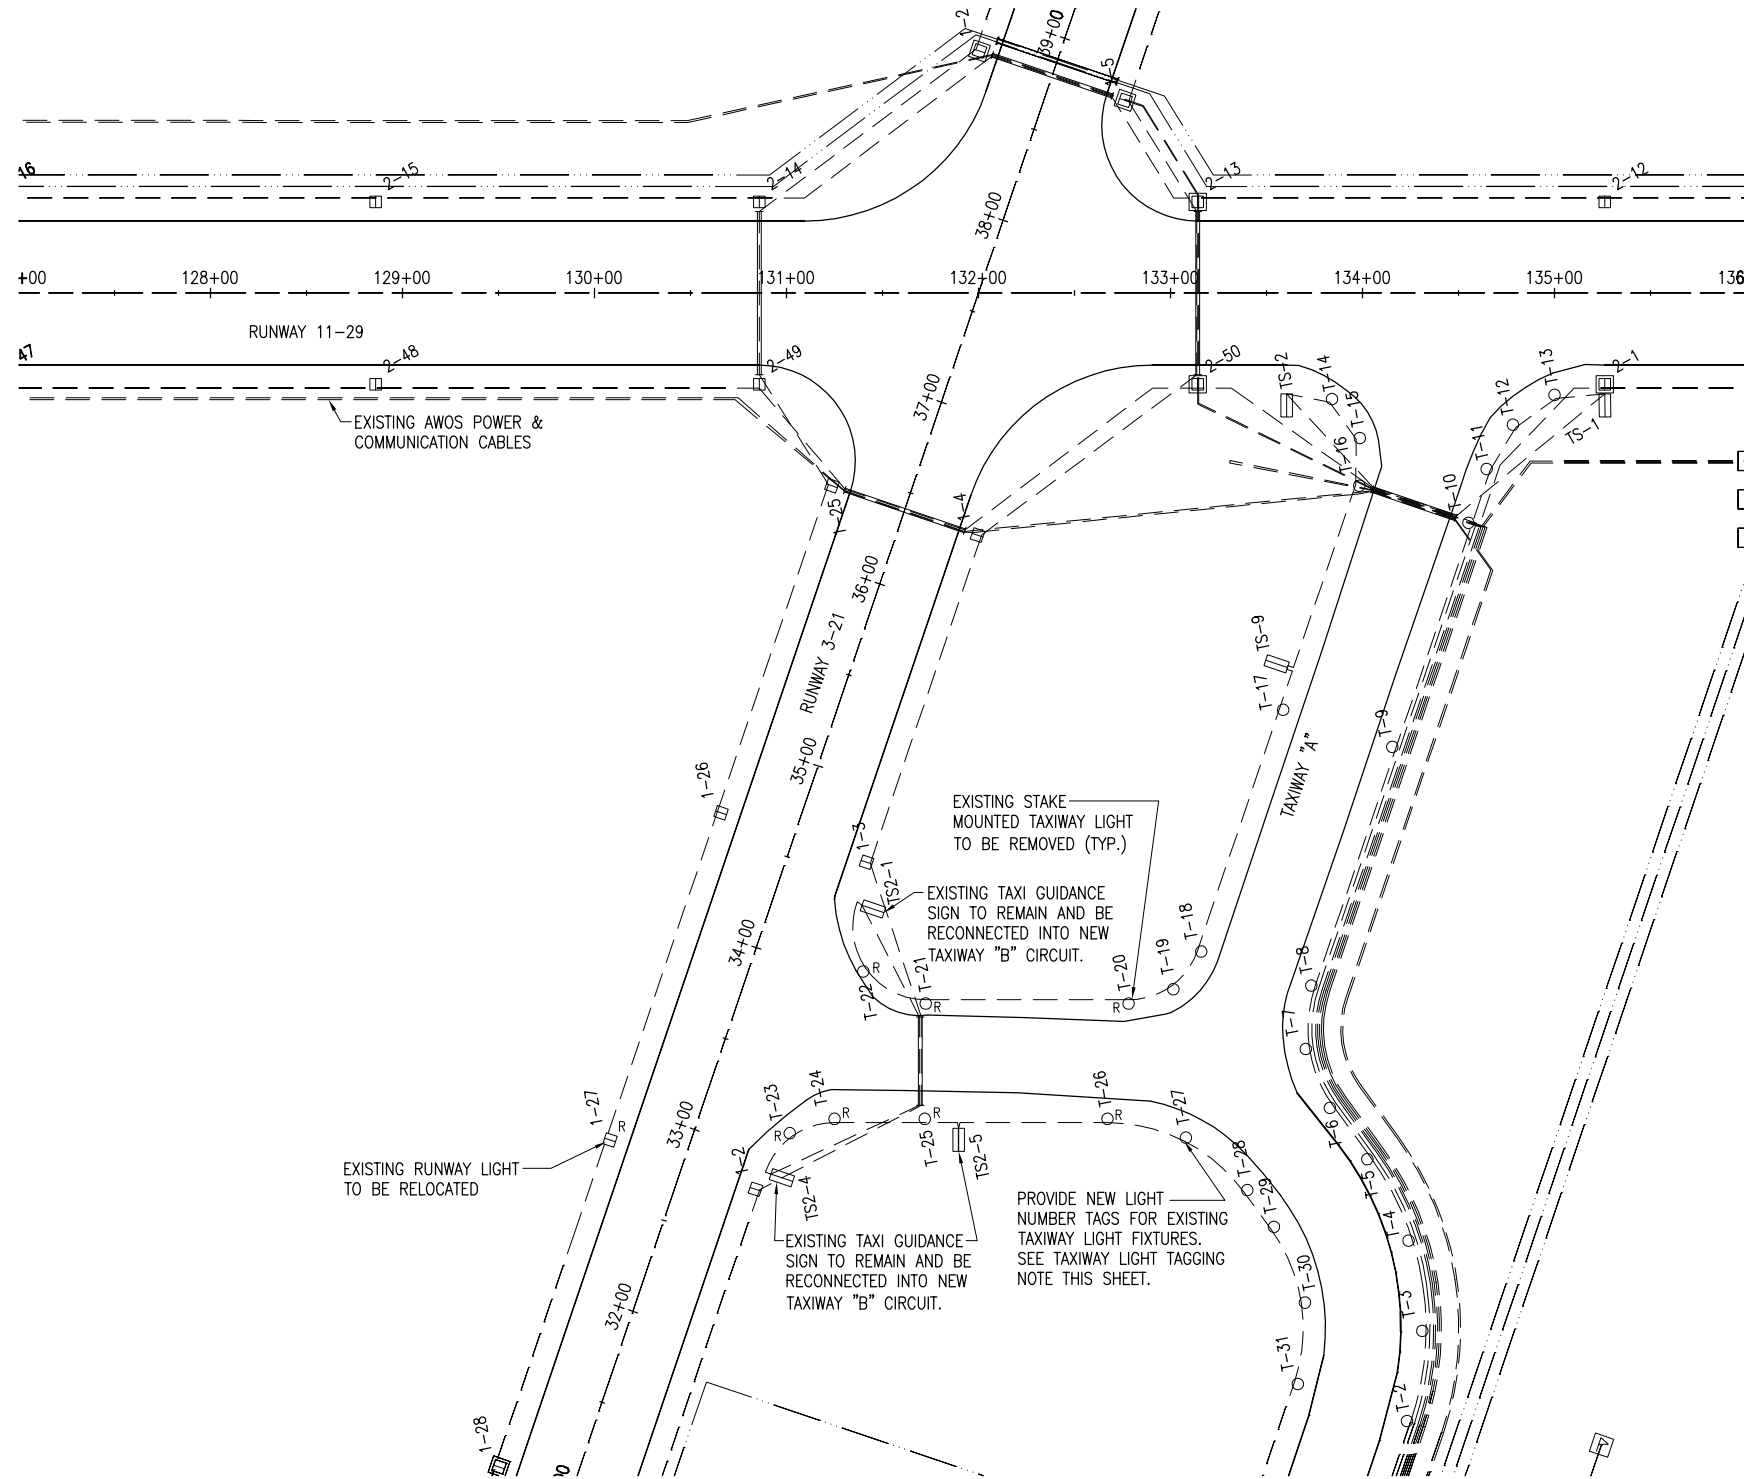 1-2
39+00
1-5
16
2-15
2-14
2-13
2-12
38+00
+00
128+00
129+00
130+00
131+00
132+00
133+00
134+00
135+00
136
RUNWAY 11-29
47
2-48
2-49
2-50
TS-2
T-14
T-15
T-16
T-13
T-12
T-11
T-10
2-1
TS-1
37+00
EXISTING AWOS POWER &
COMMUNICATION CABLES
1-25
1-4
36+00
RUNWAY 3-21
TS-9
T-17
T-9
TAXIWAY "A"
35+00
1-26
EXISTING STAKE
MOUNTED TAXIWAY LIGHT
TO BE REMOVED (TYP.)
1-3
TS2-1
EXISTING TAXI GUIDANCE
SIGN TO REMAIN AND BE
RECONNECTED INTO NEW
TAXIWAY "B" CIRCUIT.
34+00
T-22
R
T-21
R
T-20
R
T-19
T-18
T-8
T-7
1-27
R
33+00
T-23
R
T-24
R
T-25
R
T-26
R
T-27
T-6
T-5
EXISTING RUNWAY LIGHT
TO BE RELOCATED
1-2
TS2-4
TS2-5
T-28
T-29
T-4
PROVIDE NEW LIGHT
NUMBER TAGS FOR EXISTING
TAXIWAY LIGHT FIXTURES.
SEE TAXIWAY LIGHT TAGGING
NOTE THIS SHEET.
EXISTING TAXI GUIDANCE
SIGN TO REMAIN AND BE
RECONNECTED INTO NEW
TAXIWAY "B" CIRCUIT.
32+00
T-30
T-3
T-31
T-2
1-28
00